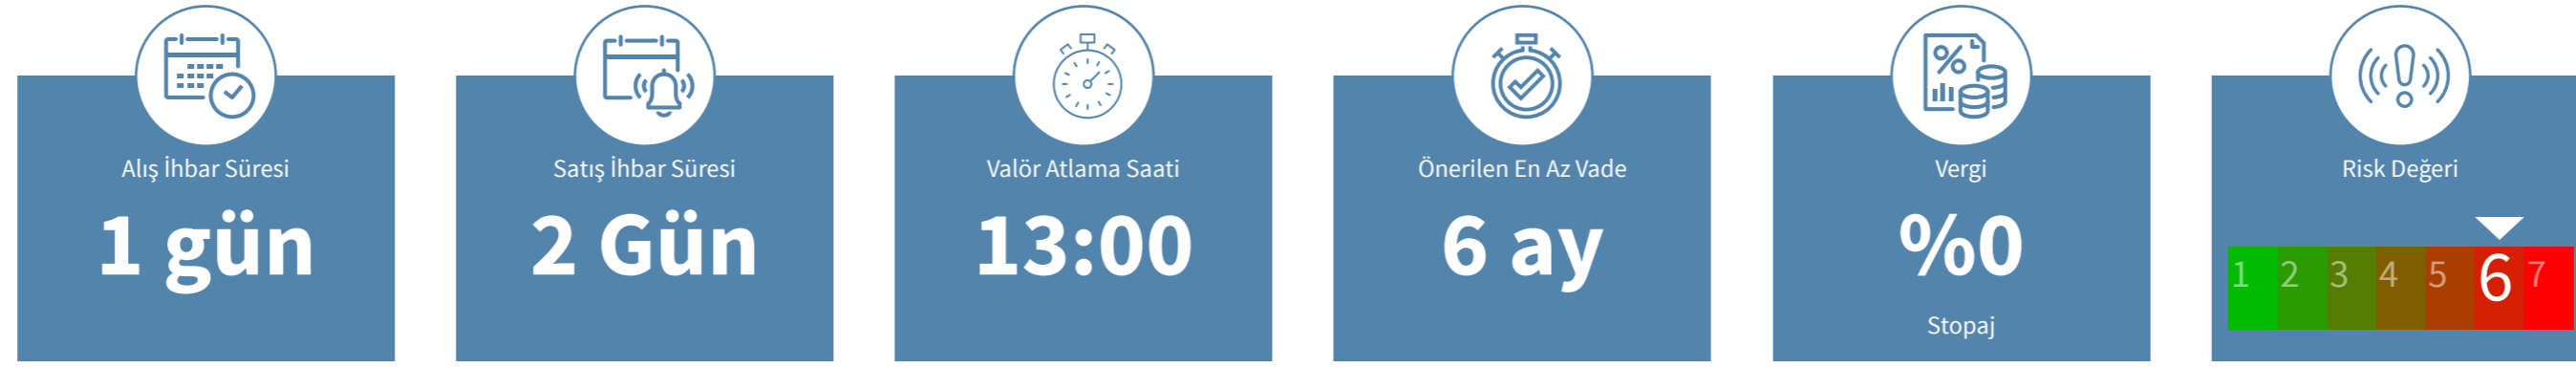 Alış İhbar Süresi
1 gün
Satış İhbar Süresi
2 Gün
Valör Atlama Saati
13:00
Önerilen En Az Vade
6 ay
%
Vergi
%0
Stopaj
Risk Değeri
1 2 3 4 5 6 7